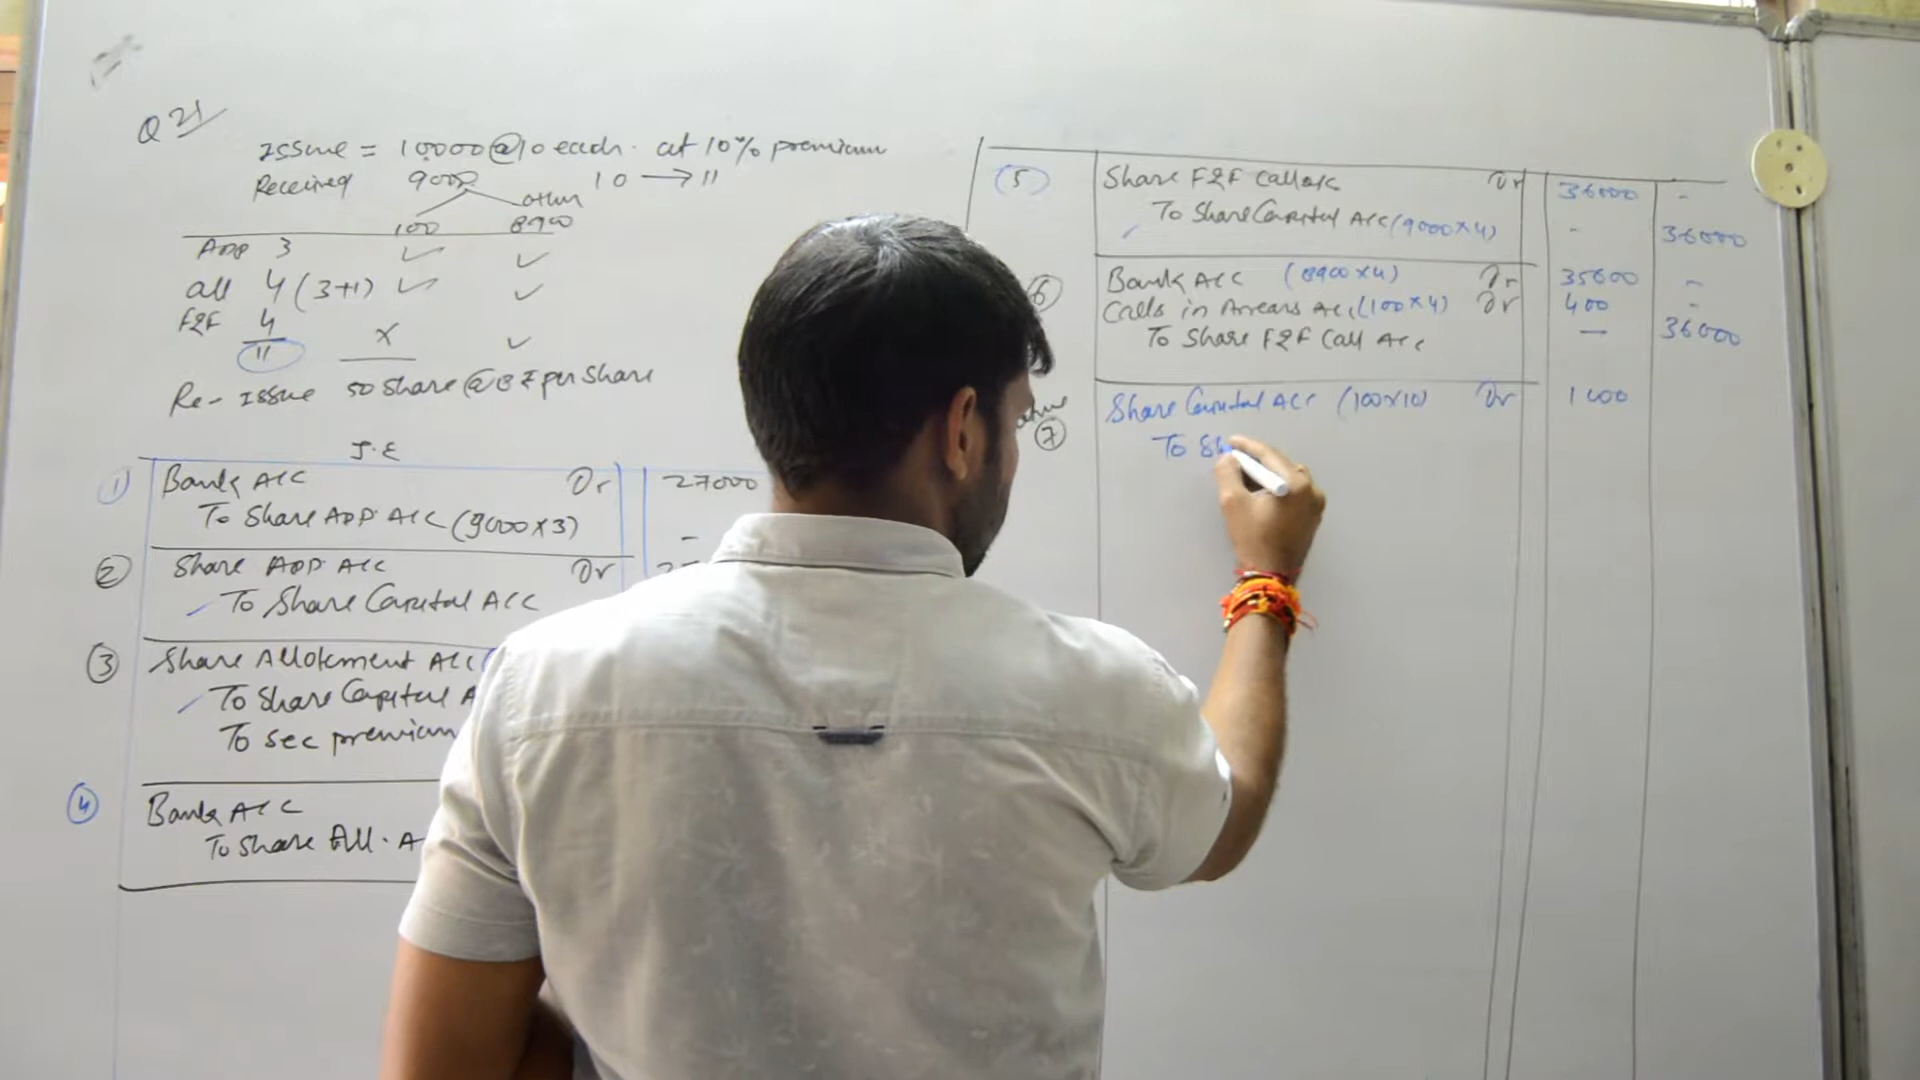 Q 21
Issue = 10000 @ 10 each. at 10% premium
Received 9000 10 → 11
other
100 8900
App 3 ✓ ✓
all 4 (3+1) ✓ ✓
F&F 4 X ✓
11
Re-Issue 50 Share @ 8 ₹ per Share
J.E
① Bank A/C Dr 27000
To Share App. A/C (9000×3) -
② Share App A/C Dr
To Share Capital A/C
③ Share Allotement A/C
To Share Capital A
To Sec premium
④ Bank A/C
To Share All. A
(5) Share F&F Call A/C Dr 36000 -
To Share Capital A/C (9000×4) - 36000
⑥ Bank A/C (8900×4) Dr 35600 -
Calls in Arrears A/C (100×4) Dr 400 -
To Share F&F Call A/C — 36000
⑦ Share Capital A/C (100×10) Dr 1000
To Sh